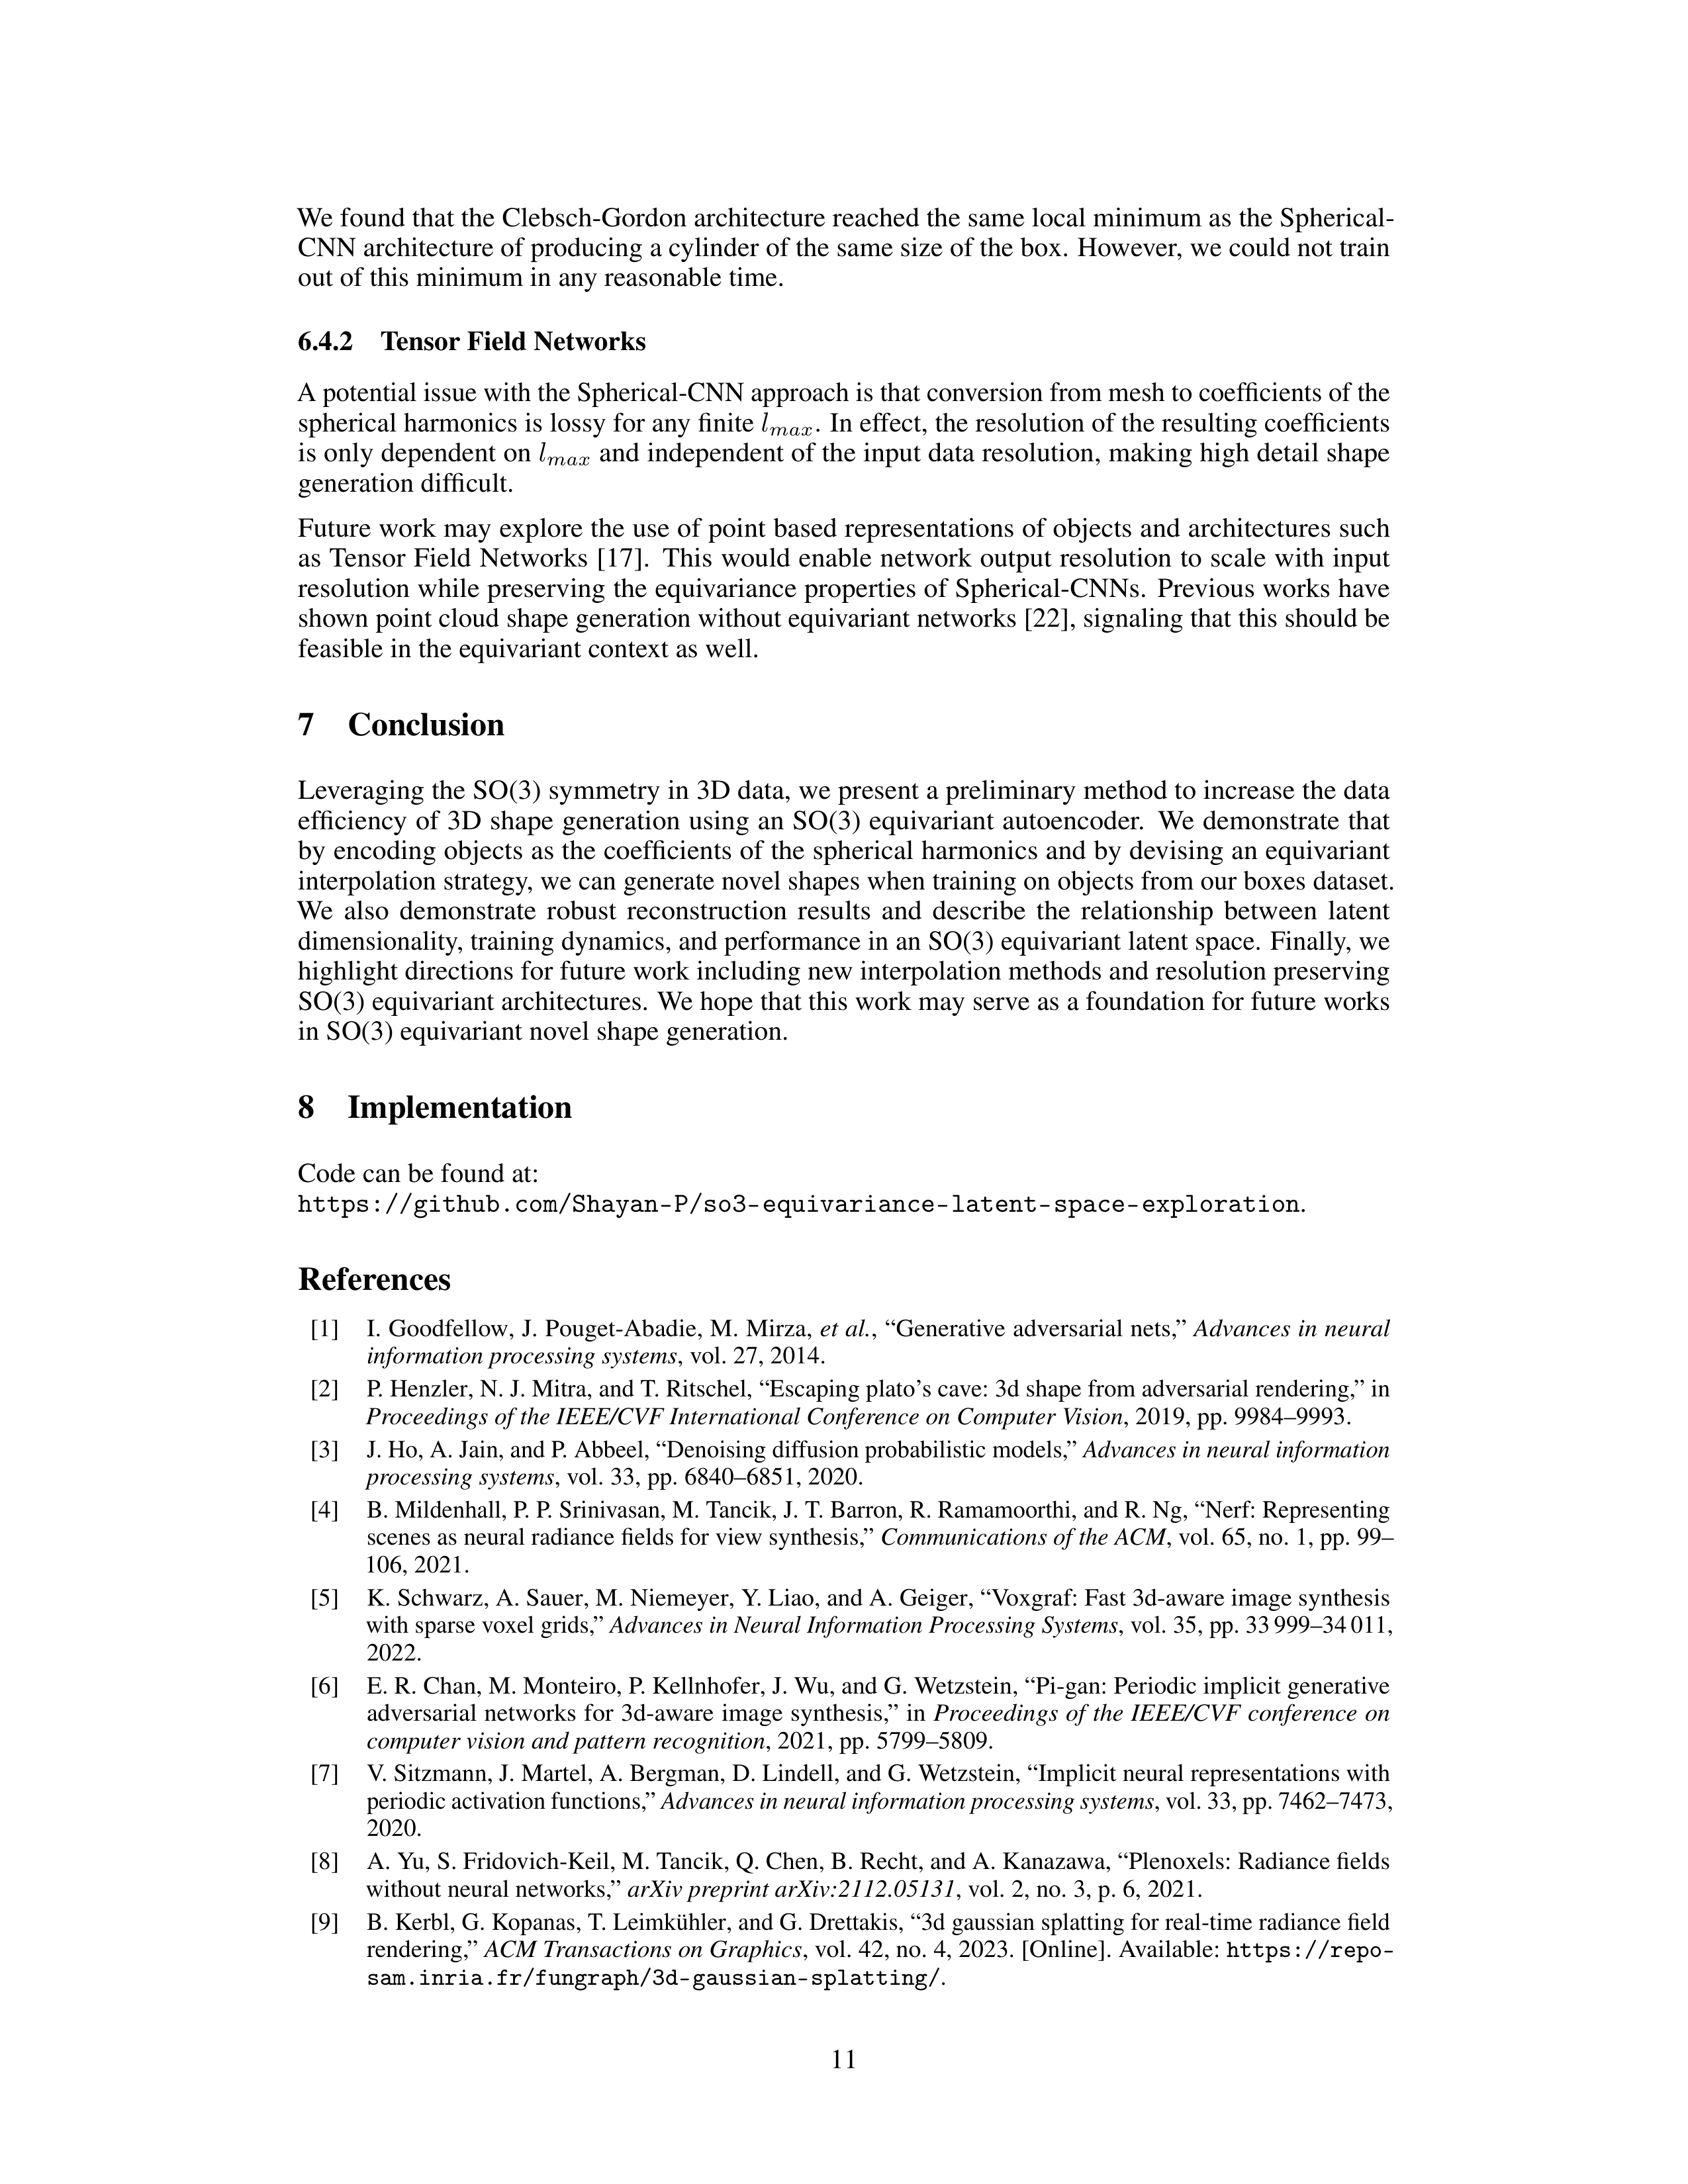 We found that the Clebsch-Gordon architecture reached the same local minimum as the Spherical-
CNN architecture of producing a cylinder of the same size of the box. However, we could not train
out of this minimum in any reasonable time.
6.4.2 Tensor Field Networks
A potential issue with the Spherical-CNN approach is that conversion from mesh to coefficients of the
spherical harmonics is lossy for any finite l_{max}. In effect, the resolution of the resulting coefficients
is only dependent on l_{max} and independent of the input data resolution, making high detail shape
generation difficult.
Future work may explore the use of point based representations of objects and architectures such
as Tensor Field Networks [17]. This would enable network output resolution to scale with input
resolution while preserving the equivariance properties of Spherical-CNNs. Previous works have
shown point cloud shape generation without equivariant networks [22], signaling that this should be
feasible in the equivariant context as well.
7 Conclusion
Leveraging the SO(3) symmetry in 3D data, we present a preliminary method to increase the data
efficiency of 3D shape generation using an SO(3) equivariant autoencoder. We demonstrate that
by encoding objects as the coefficients of the spherical harmonics and by devising an equivariant
interpolation strategy, we can generate novel shapes when training on objects from our boxes dataset.
We also demonstrate robust reconstruction results and describe the relationship between latent
dimensionality, training dynamics, and performance in an SO(3) equivariant latent space. Finally, we
highlight directions for future work including new interpolation methods and resolution preserving
SO(3) equivariant architectures. We hope that this work may serve as a foundation for future works
in SO(3) equivariant novel shape generation.
8 Implementation
Code can be found at:
https://github.com/Shayan-P/so3-equivariance-latent-space-exploration.
References
[1] I. Goodfellow, J. Pouget-Abadie, M. Mirza, et al., “Generative adversarial nets,” Advances in neural
information processing systems, vol. 27, 2014.
[2] P. Henzler, N. J. Mitra, and T. Ritschel, “Escaping plato’s cave: 3d shape from adversarial rendering,” in
Proceedings of the IEEE/CVF International Conference on Computer Vision, 2019, pp. 9984–9993.
[3] J. Ho, A. Jain, and P. Abbeel, “Denoising diffusion probabilistic models,” Advances in neural information
processing systems, vol. 33, pp. 6840–6851, 2020.
[4] B. Mildenhall, P. P. Srinivasan, M. Tancik, J. T. Barron, R. Ramamoorthi, and R. Ng, “Nerf: Representing
scenes as neural radiance fields for view synthesis,” Communications of the ACM, vol. 65, no. 1, pp. 99–
106, 2021.
[5] K. Schwarz, A. Sauer, M. Niemeyer, Y. Liao, and A. Geiger, “Voxgraf: Fast 3d-aware image synthesis
with sparse voxel grids,” Advances in Neural Information Processing Systems, vol. 35, pp. 33 999–34 011,
2022.
[6] E. R. Chan, M. Monteiro, P. Kellnhofer, J. Wu, and G. Wetzstein, “Pi-gan: Periodic implicit generative
adversarial networks for 3d-aware image synthesis,” in Proceedings of the IEEE/CVF conference on
computer vision and pattern recognition, 2021, pp. 5799–5809.
[7] V. Sitzmann, J. Martel, A. Bergman, D. Lindell, and G. Wetzstein, “Implicit neural representations with
periodic activation functions,” Advances in neural information processing systems, vol. 33, pp. 7462–7473,
2020.
[8] A. Yu, S. Fridovich-Keil, M. Tancik, Q. Chen, B. Recht, and A. Kanazawa, “Plenoxels: Radiance fields
without neural networks,” arXiv preprint arXiv:2112.05131, vol. 2, no. 3, p. 6, 2021.
[9] B. Kerbl, G. Kopanas, T. Leimkühler, and G. Drettakis, “3d gaussian splatting for real-time radiance field
rendering,” ACM Transactions on Graphics, vol. 42, no. 4, 2023. [Online]. Available: https://repo-
sam.inria.fr/fungraph/3d-gaussian-splatting/.
11